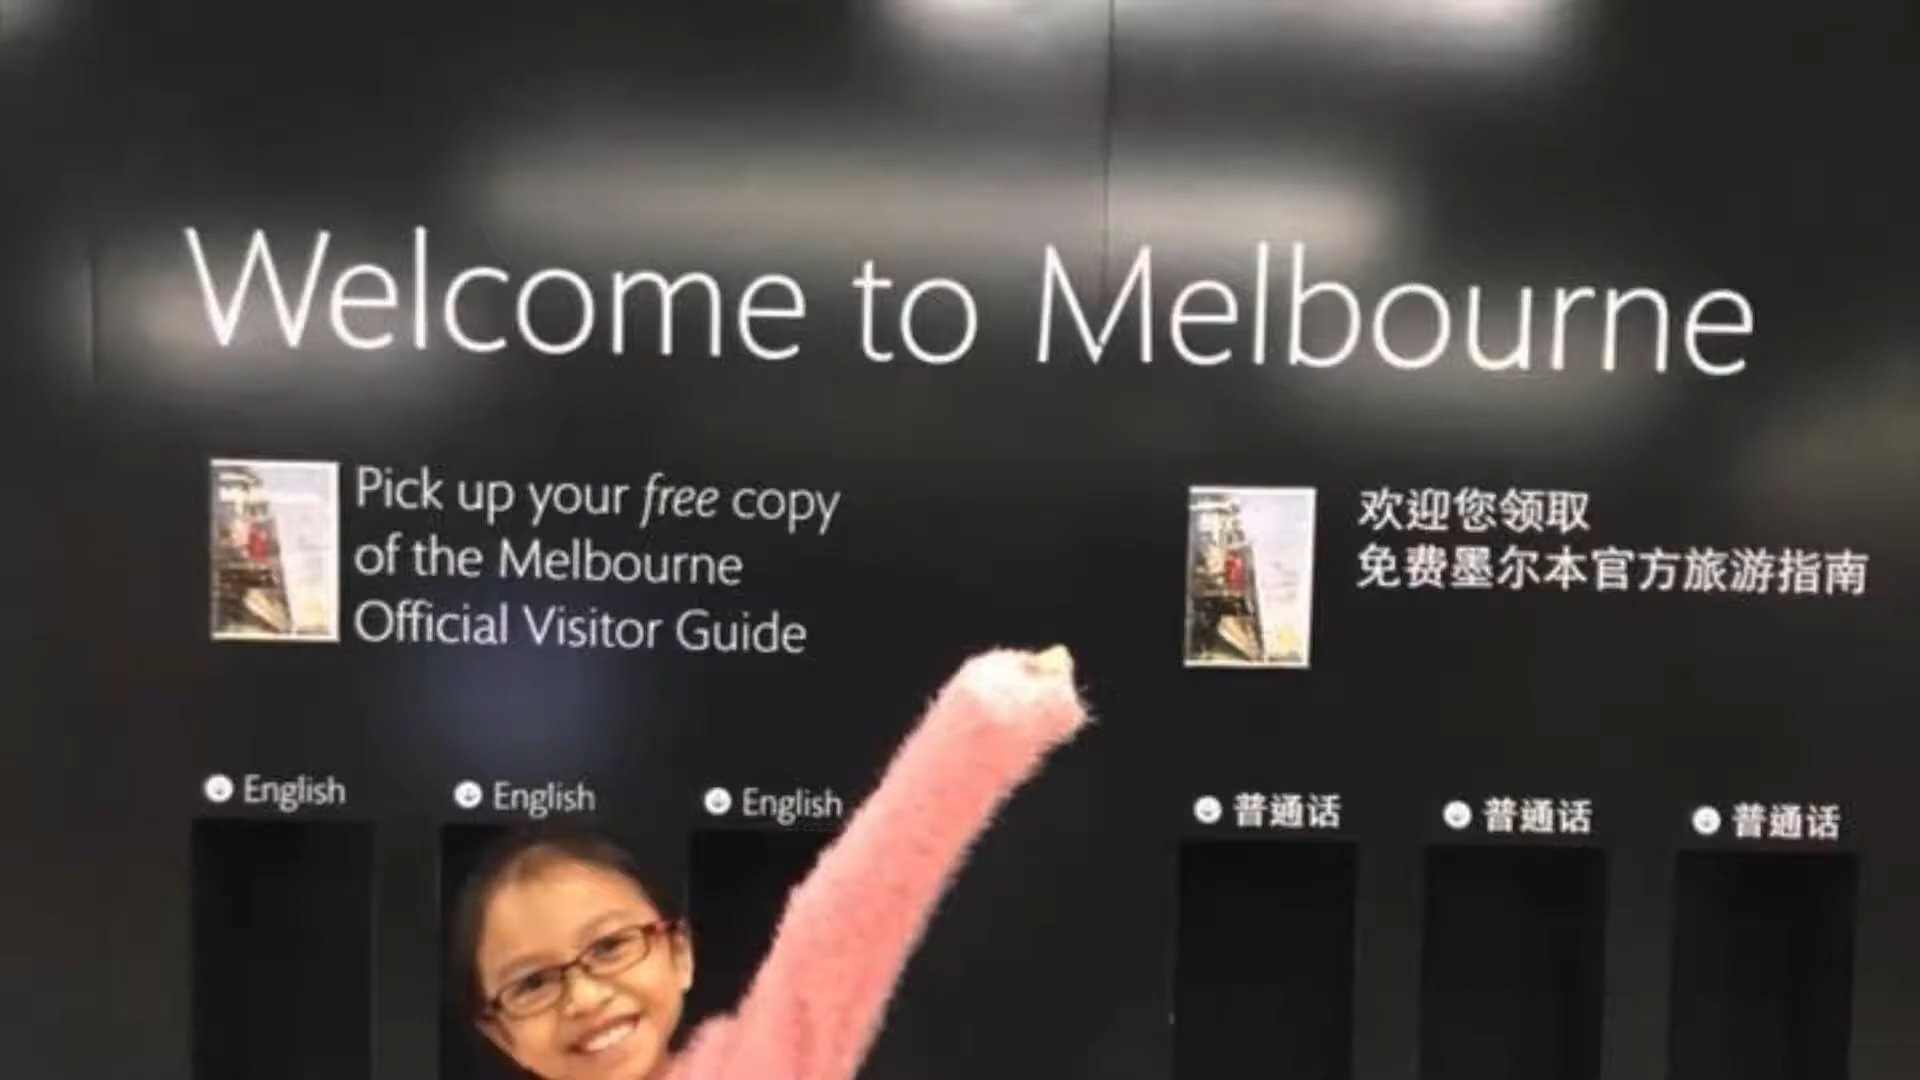 Welcome to Melbourne
Pick up your free copy
of the Melbourne
Official Visitor Guide
欢迎您领取
免费墨尔本官方旅游指南
English
English
English
普通话
普通话
普通话